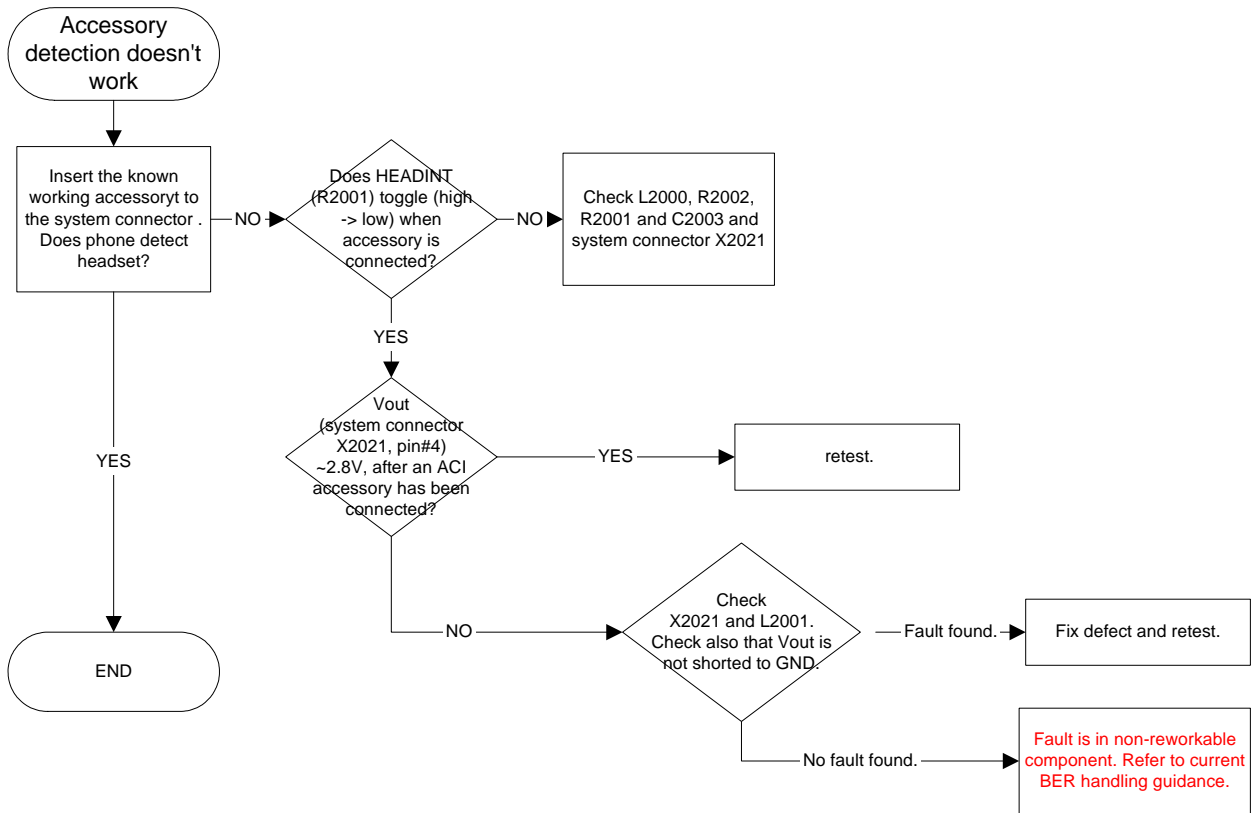 Accessory
detection doesn't
work
Insert the known
working accessoryt to
the system connector .
Does phone detect
headset?
NO
Does HEADINT
(R2001) toggle (high
-> low) when
accessory is
connected?
NO
Check L2000, R2002,
R2001 and C2003 and
system connector X2021
YES
Vout
(system connector
X2021, pin#4)
~2.8V, after an ACI
accessory has been
connected?
YES
retest.
YES
NO
Check
X2021 and L2001.
Check also that Vout is
not shorted to GND.
Fault found.
Fix defect and retest.
END
No fault found.
Fault is in non-reworkable
component. Refer to current
BER handling guidance.